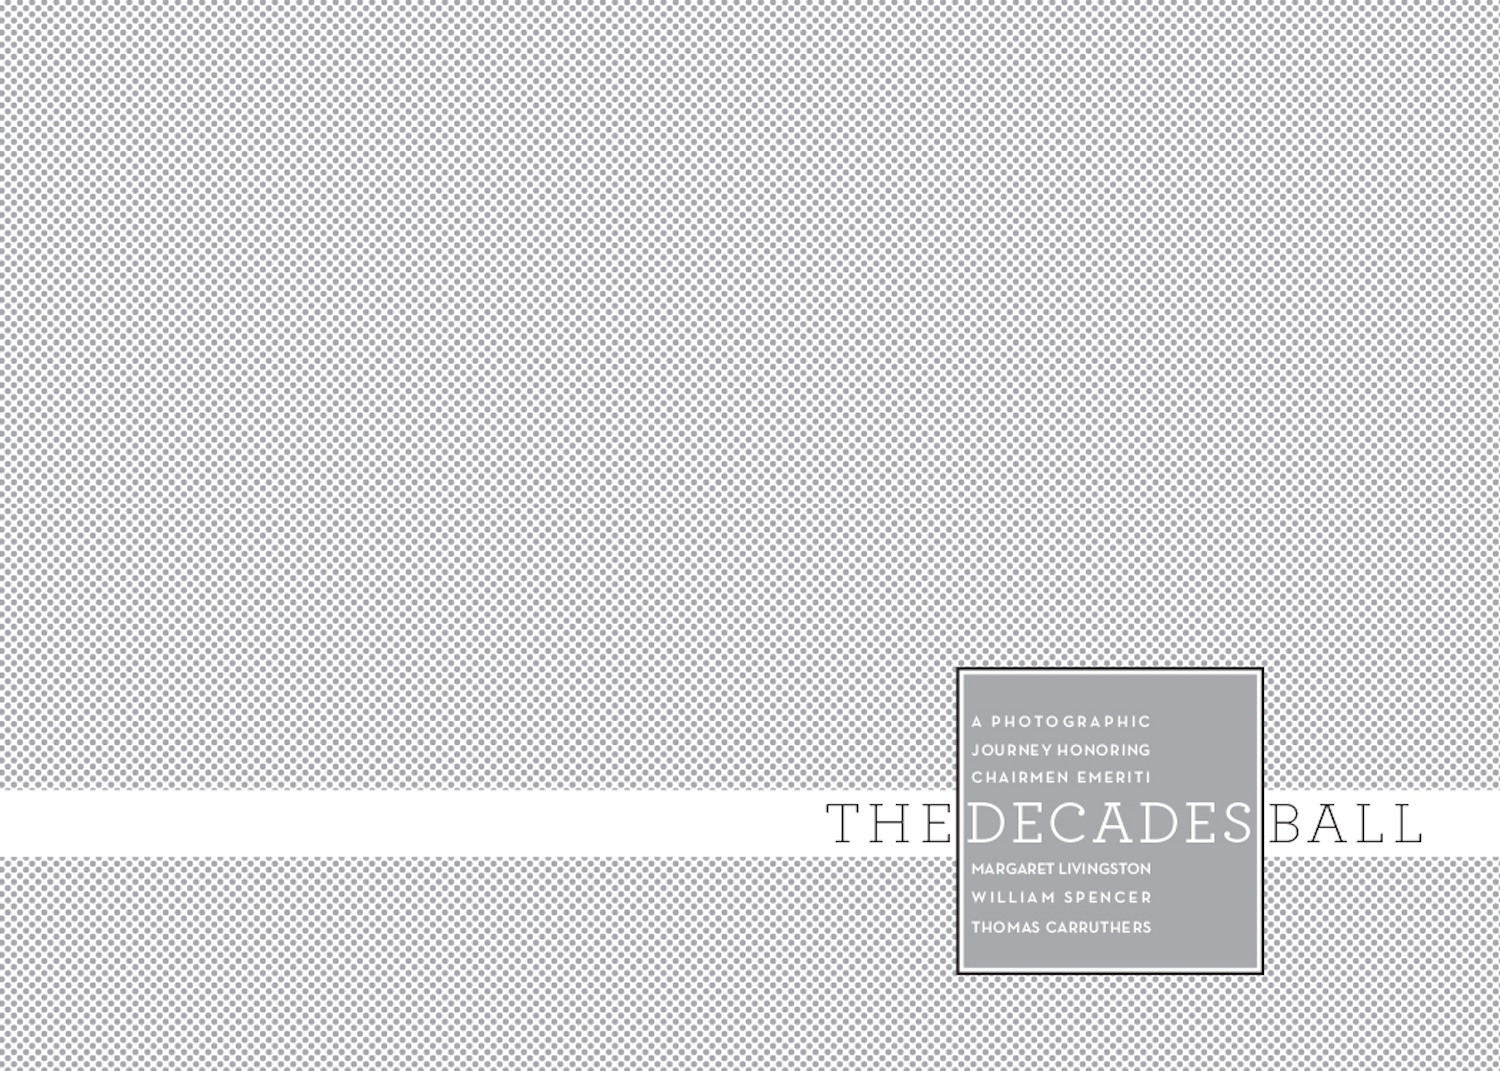 A PHOTOGRAPHIC
JOURNEY HONORING
CHAIRMEN EMERITI
THE DECADES BALL
MARGARET LIVINGSTON
WILLIAM SPENCER
THOMAS CARRUTHERS